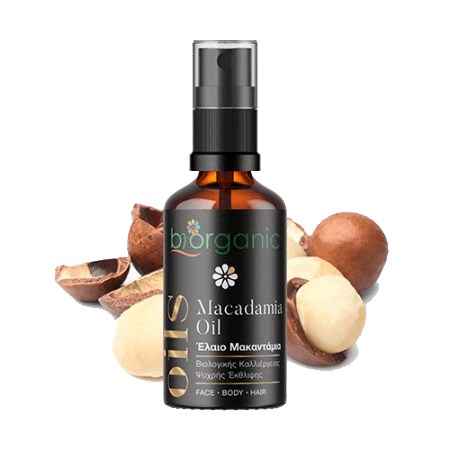 biorganic
Oils
Macadamia
Oil
Έλαιο Μακαντάμια
Βιολογικής Καλλιέργειας
Ψυχρής Έκθλιψης
FACE • BODY • HAIR